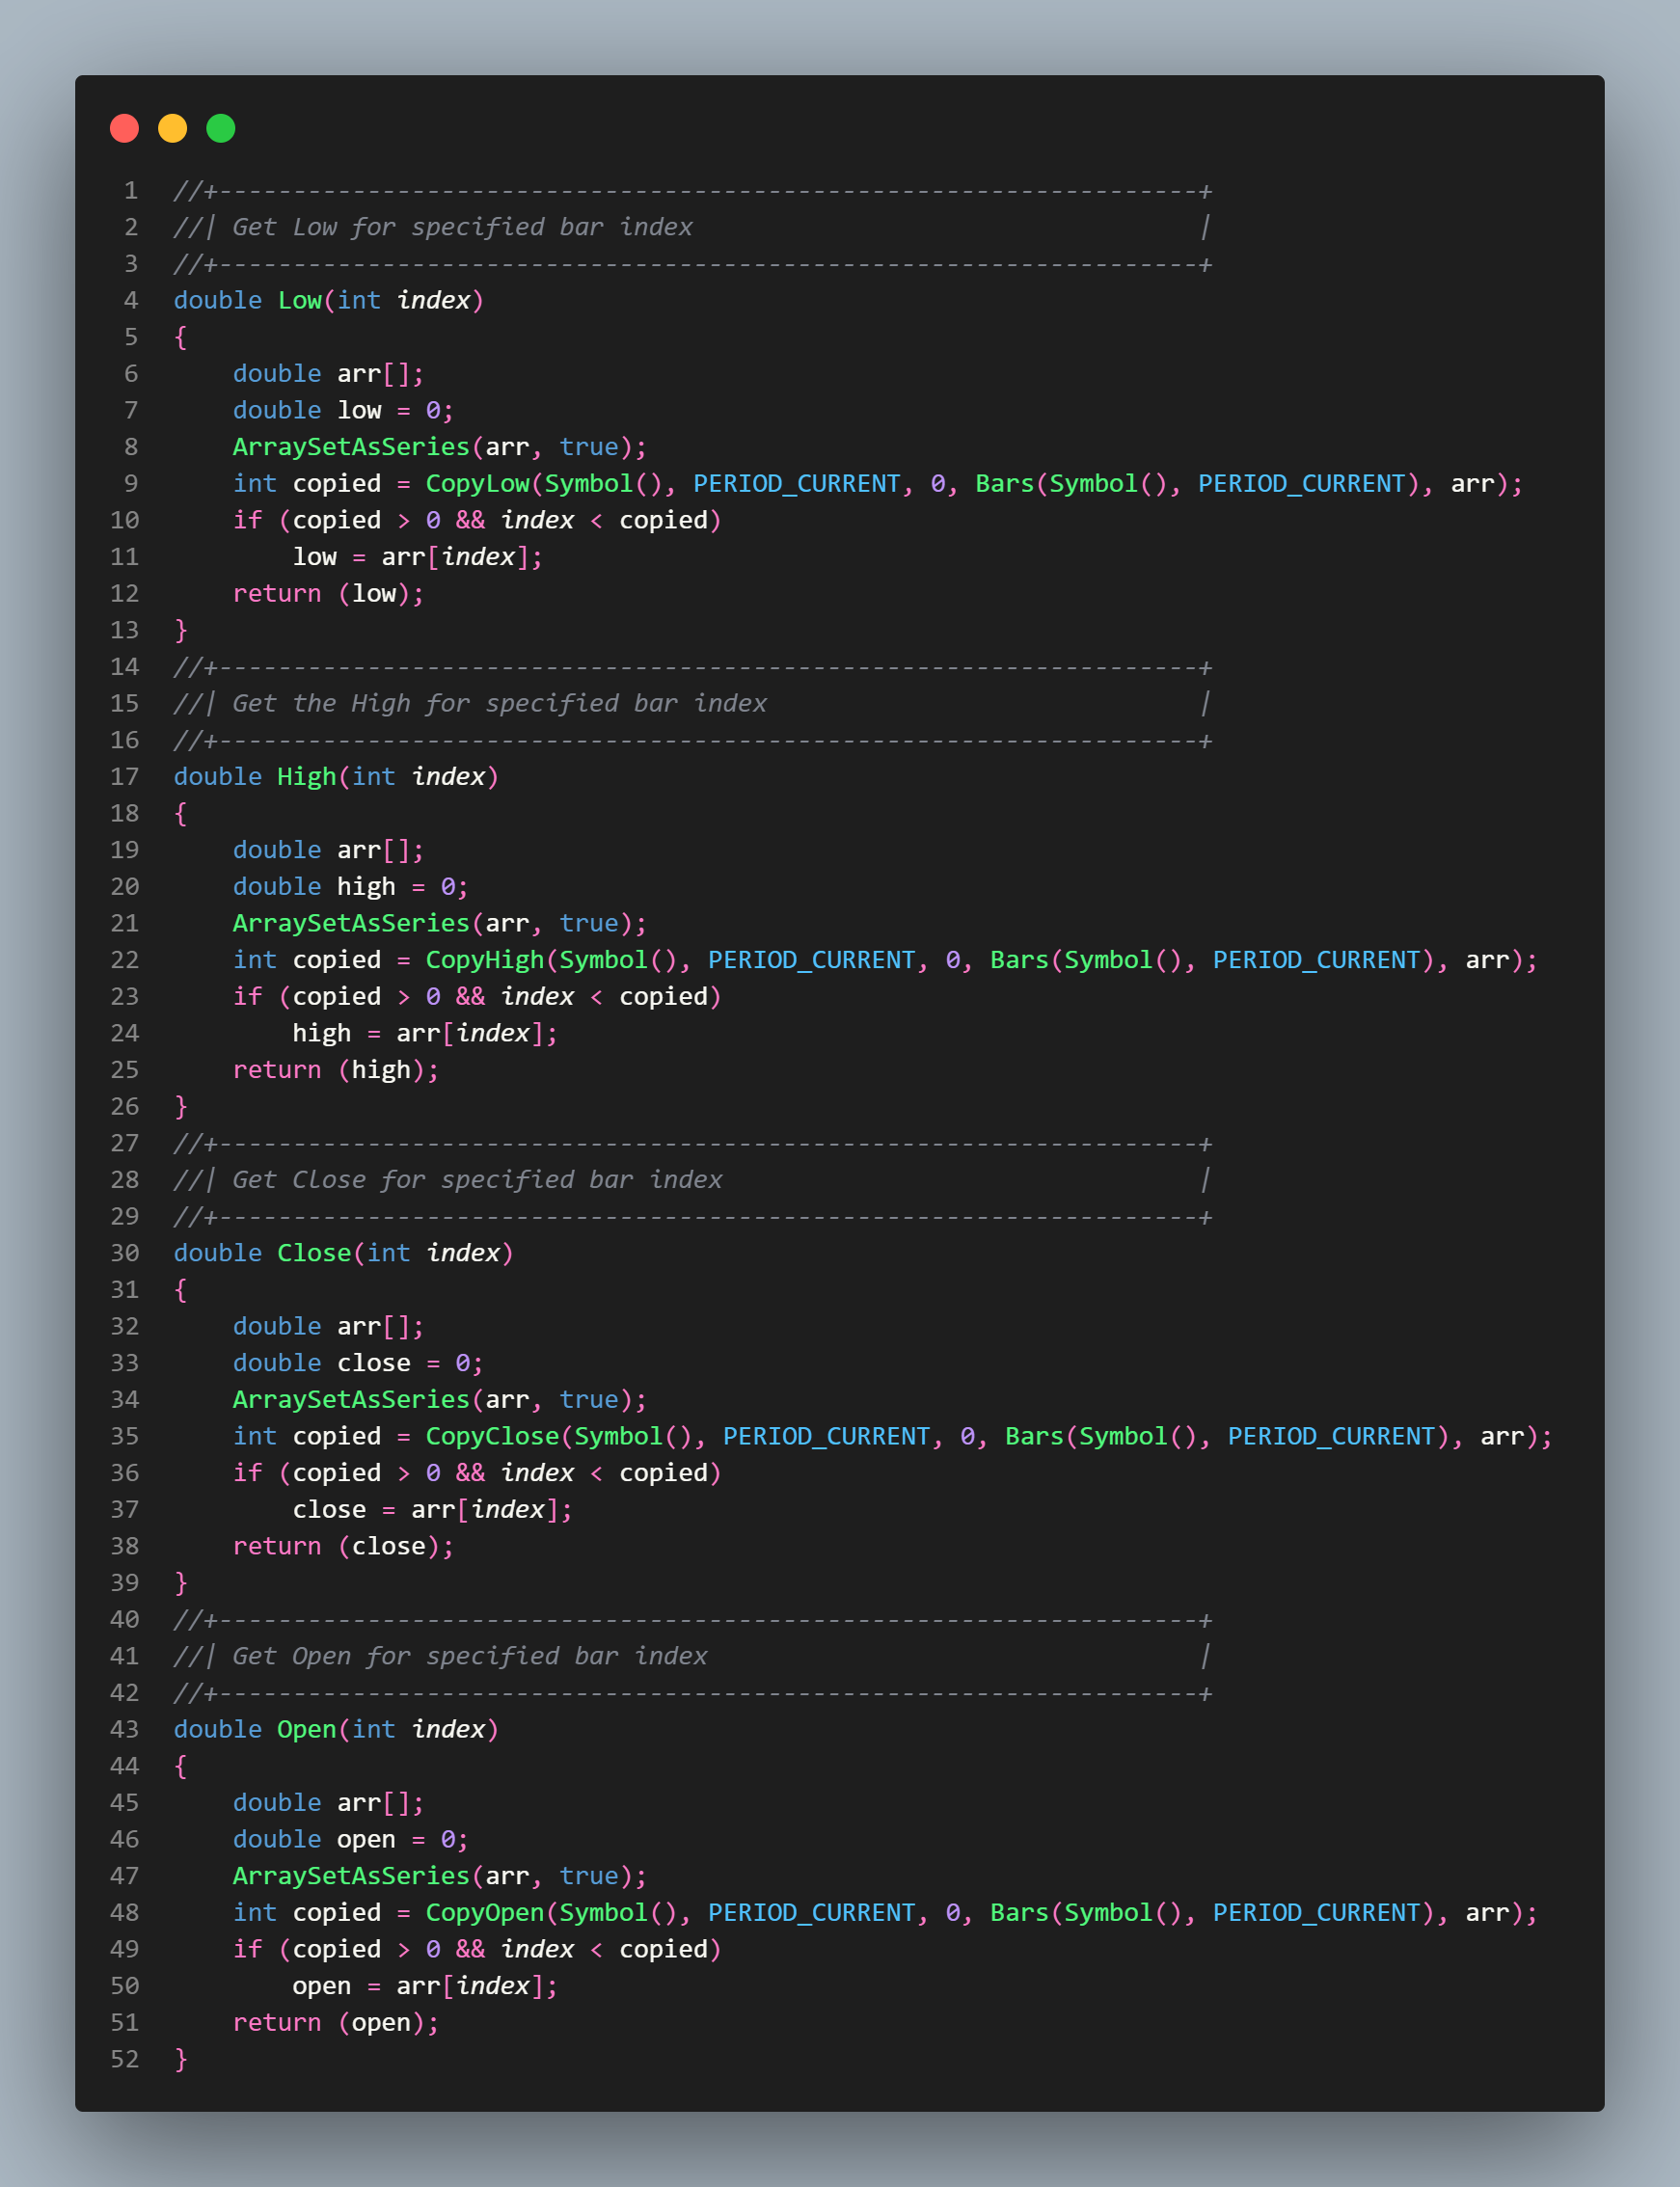 1 //+------------------------------------------------------------------+
2 //| Get Low for specified bar index                                  |
3 //+------------------------------------------------------------------+
4 double Low(int index)
5 {
6     double arr[];
7     double low = 0;
8     ArraySetAsSeries(arr, true);
9     int copied = CopyLow(Symbol(), PERIOD_CURRENT, 0, Bars(Symbol(), PERIOD_CURRENT), arr);
10     if (copied > 0 && index < copied)
11         low = arr[index];
12     return (low);
13 }
14 //+------------------------------------------------------------------+
15 //| Get the High for specified bar index                             |
16 //+------------------------------------------------------------------+
17 double High(int index)
18 {
19     double arr[];
20     double high = 0;
21     ArraySetAsSeries(arr, true);
22     int copied = CopyHigh(Symbol(), PERIOD_CURRENT, 0, Bars(Symbol(), PERIOD_CURRENT), arr);
23     if (copied > 0 && index < copied)
24         high = arr[index];
25     return (high);
26 }
27 //+------------------------------------------------------------------+
28 //| Get Close for specified bar index                                |
29 //+------------------------------------------------------------------+
30 double Close(int index)
31 {
32     double arr[];
33     double close = 0;
34     ArraySetAsSeries(arr, true);
35     int copied = CopyClose(Symbol(), PERIOD_CURRENT, 0, Bars(Symbol(), PERIOD_CURRENT), arr);
36     if (copied > 0 && index < copied)
37         close = arr[index];
38     return (close);
39 }
40 //+------------------------------------------------------------------+
41 //| Get Open for specified bar index                                 |
42 //+------------------------------------------------------------------+
43 double Open(int index)
44 {
45     double arr[];
46     double open = 0;
47     ArraySetAsSeries(arr, true);
48     int copied = CopyOpen(Symbol(), PERIOD_CURRENT, 0, Bars(Symbol(), PERIOD_CURRENT), arr);
49     if (copied > 0 && index < copied)
50         open = arr[index];
51     return (open);
52 }